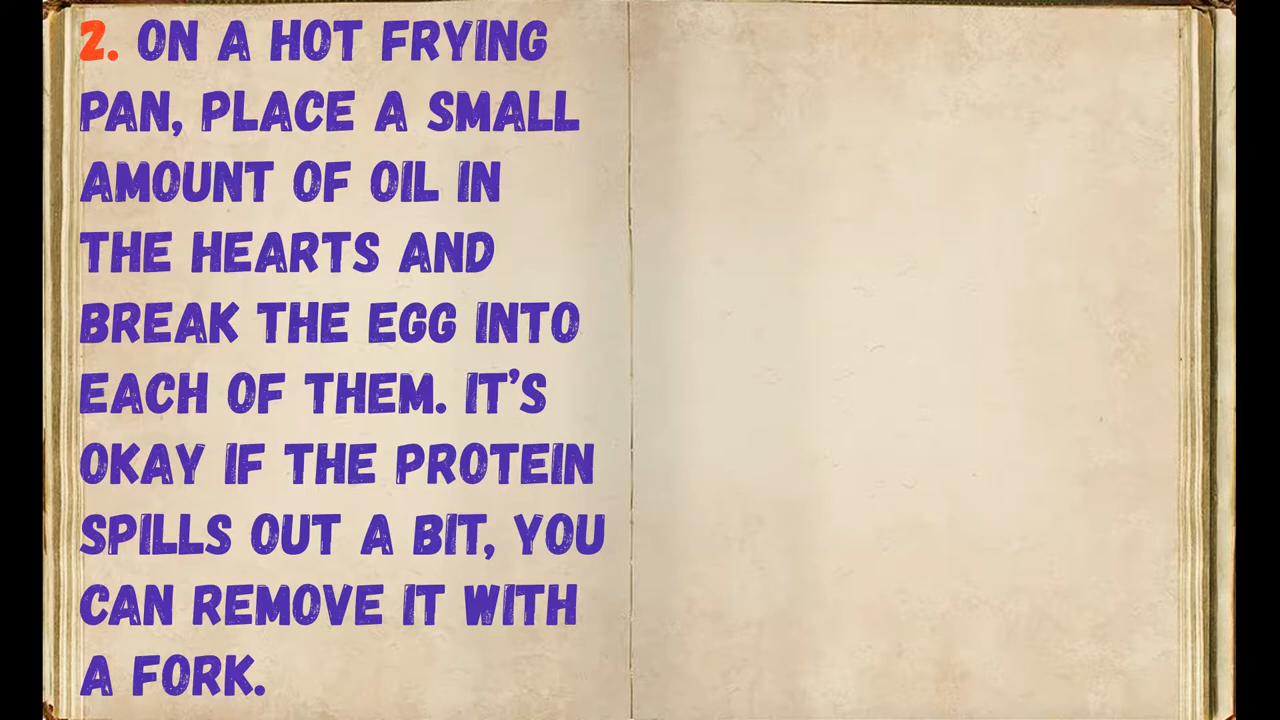 2. ON A HOT FRYING
PAN, PLACE A SMALL
AMOUNT OF OIL IN
THE HEARTS AND
BREAK THE EGG INTO
EACH OF THEM. IT’S
OKAY IF THE PROTEIN
SPILLS OUT A BIT, YOU
CAN REMOVE IT WITH
A FORK.